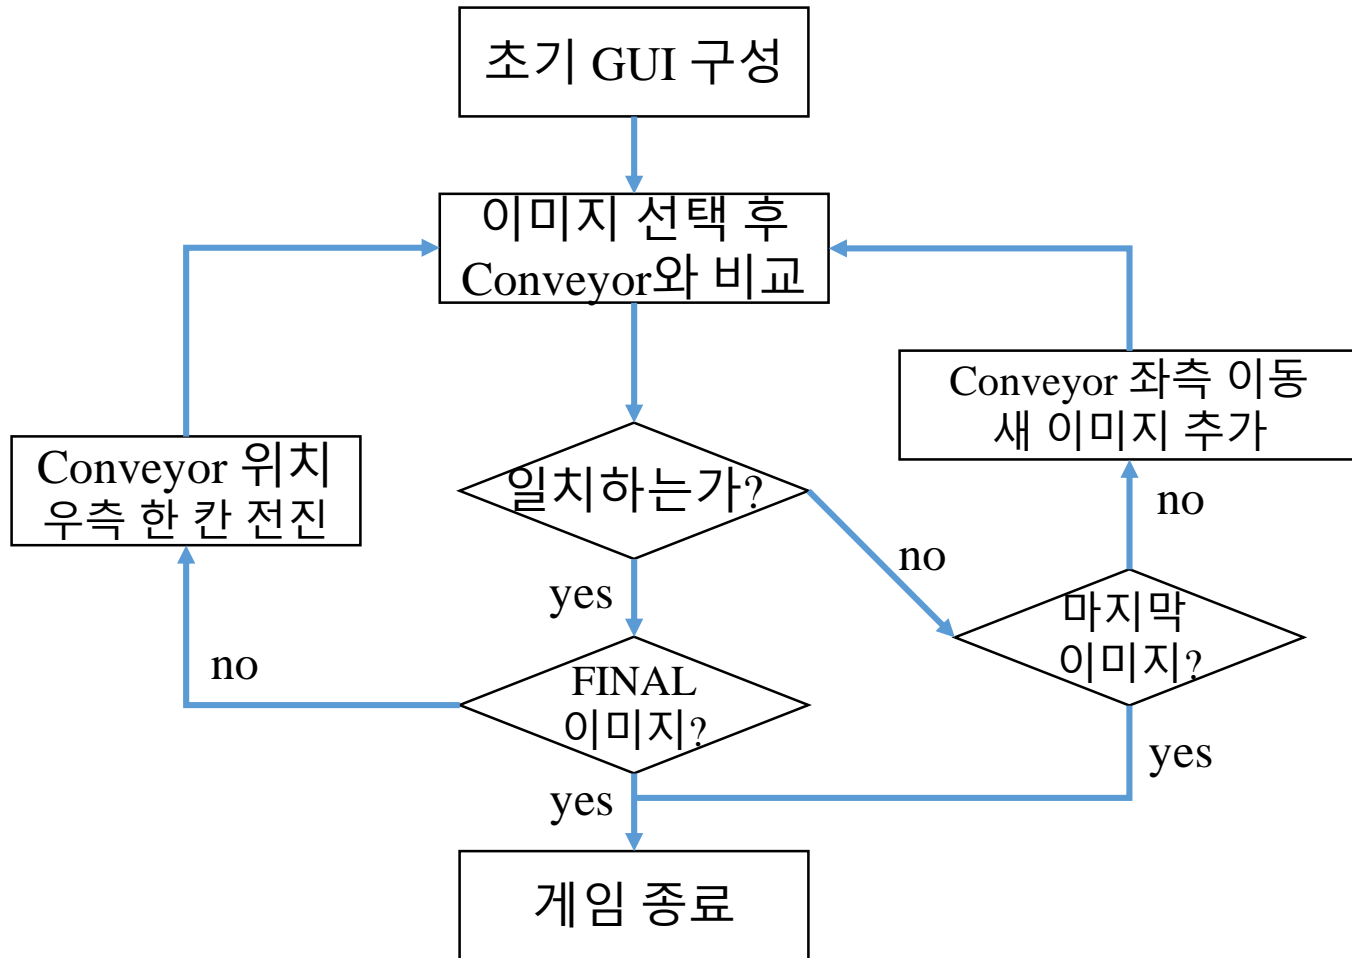 초기 GUI 구성
이미지 선택 후
Conveyor와 비교
Conveyor 좌측 이동
새 이미지 추가
Conveyor 위치
우측 한 칸 전진
일치하는가?
no
no
yes
마지막
이미지?
no
FINAL
이미지?
yes
yes
게임 종료